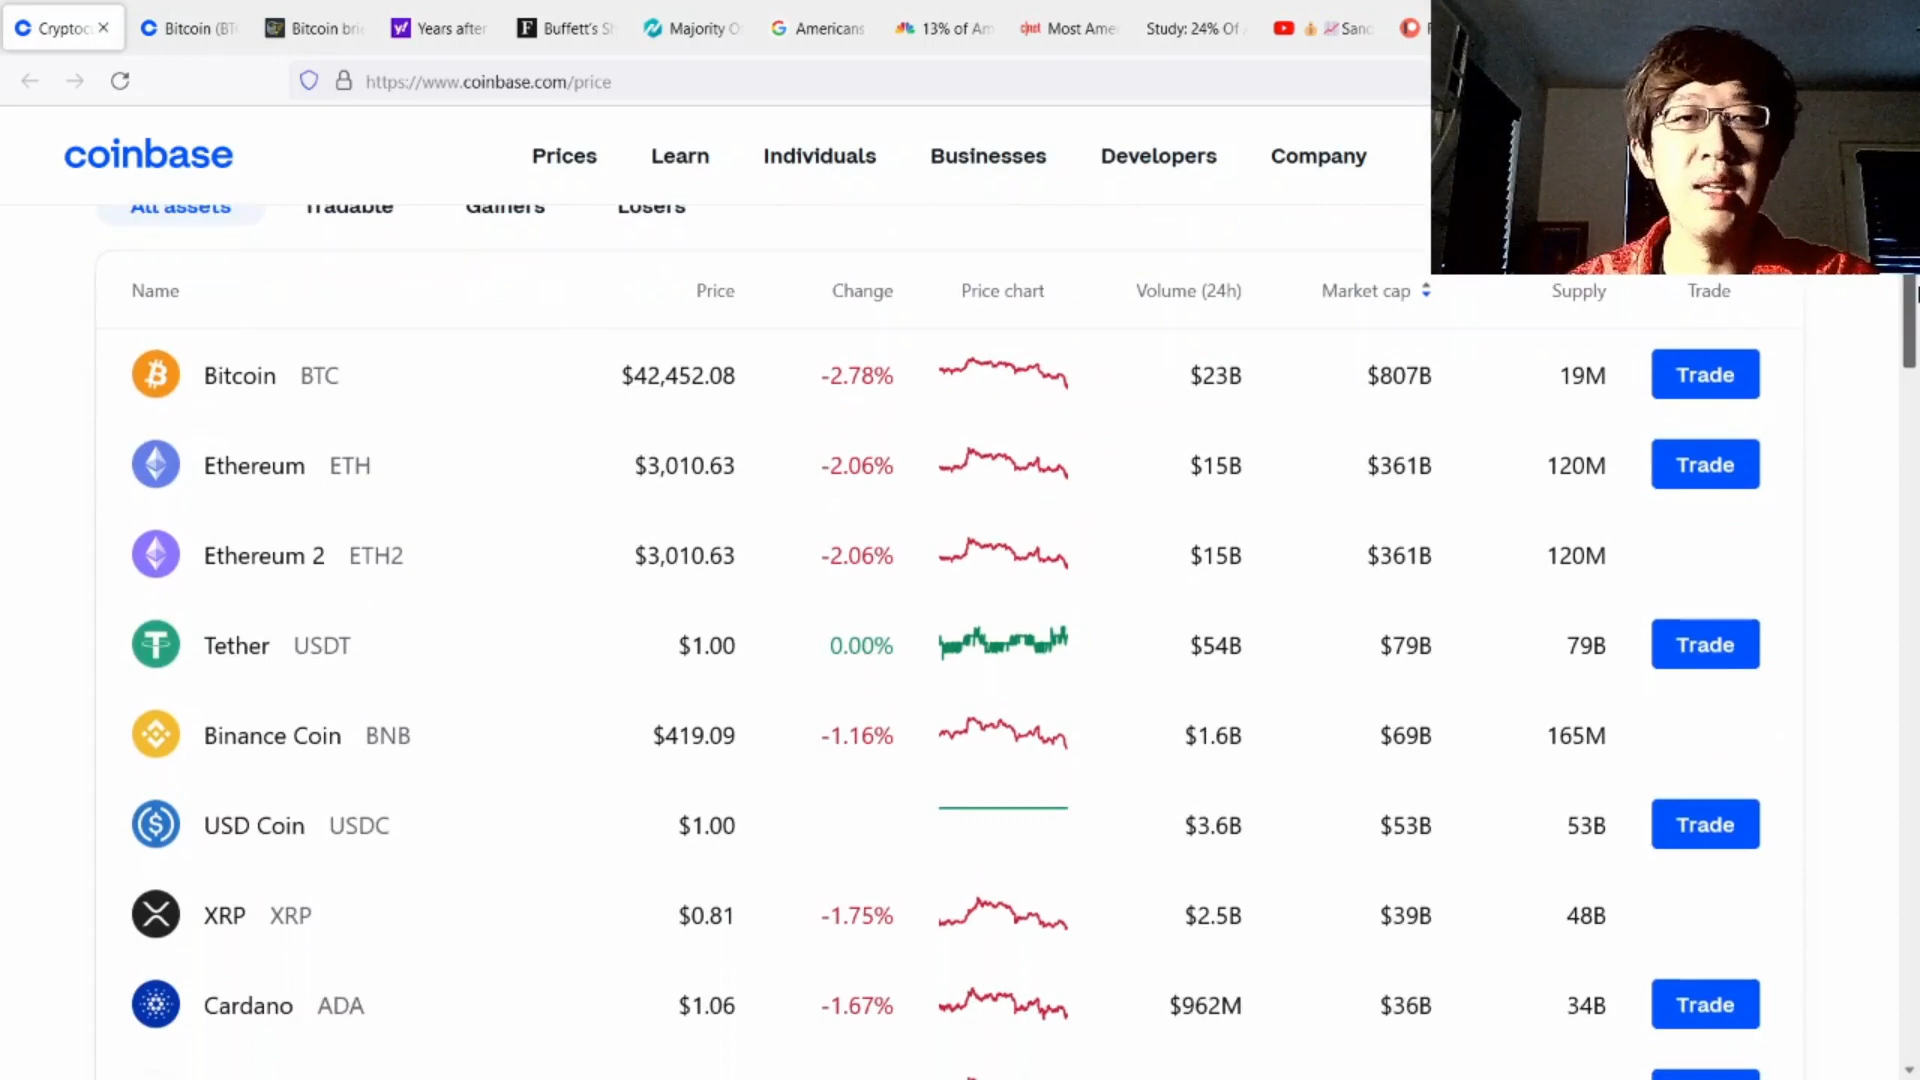 Cryptoc
Bitcoin (BT
Bitcoin brie
Years after
Buffett's S
Majority O
Americans
13% of Am
Most Ame
Study: 24% Of
Sanc
https://www.coinbase.com/price
coinbase
Prices
Learn
Individuals
Businesses
Developers
Company
All assets
Tradable
Gainers
Losers
Name Price Change Price chart Volume (24h) Market cap Supply Trade
Bitcoin BTC $42,452.08 -2.78% $23B $807B 19M Trade
Ethereum ETH $3,010.63 -2.06% $15B $361B 120M Trade
Ethereum 2 ETH2 $3,010.63 -2.06% $15B $361B 120M
Tether USDT $1.00 0.00% $54B $79B 79B Trade
Binance Coin BNB $419.09 -1.16% $1.6B $69B 165M
USD Coin USDC $1.00 $3.6B $53B 53B Trade
XRP XRP $0.81 -1.75% $2.5B $39B 48B
Cardano ADA $1.06 -1.67% $962M $36B 34B Trade